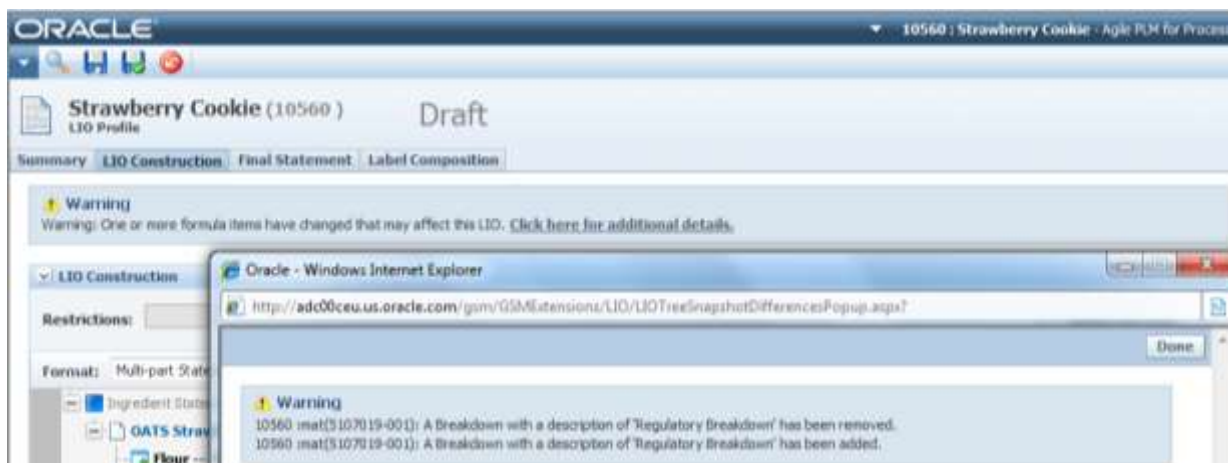 ORACLE
10560 : Strawberry Cookie - Agile PLM for Process
Strawberry Cookie (10560 ) Draft
LIO Profile
Summary LIO Construction Final Statement Label Composition
Warning
Warning: One or more formula items have changed that may affect this LIO. Click here for additional details.
LIO Construction
Oracle - Windows Internet Explorer
http://adc00ceu.us.oracle.com/gsm/GSMExtensions/LIO/LIOTreeSnapshotDifferencesPopup.aspx?
Restrictions:
Done
Format: Multi-part State
Ingredient State
Warning
10560 :mat(5107019-001): A Breakdown with a description of 'Regulatory Breakdown' has been removed.
10560 :mat(5107019-001): A Breakdown with a description of 'Regulatory Breakdown' has been added.
OATS Straw
Flour --